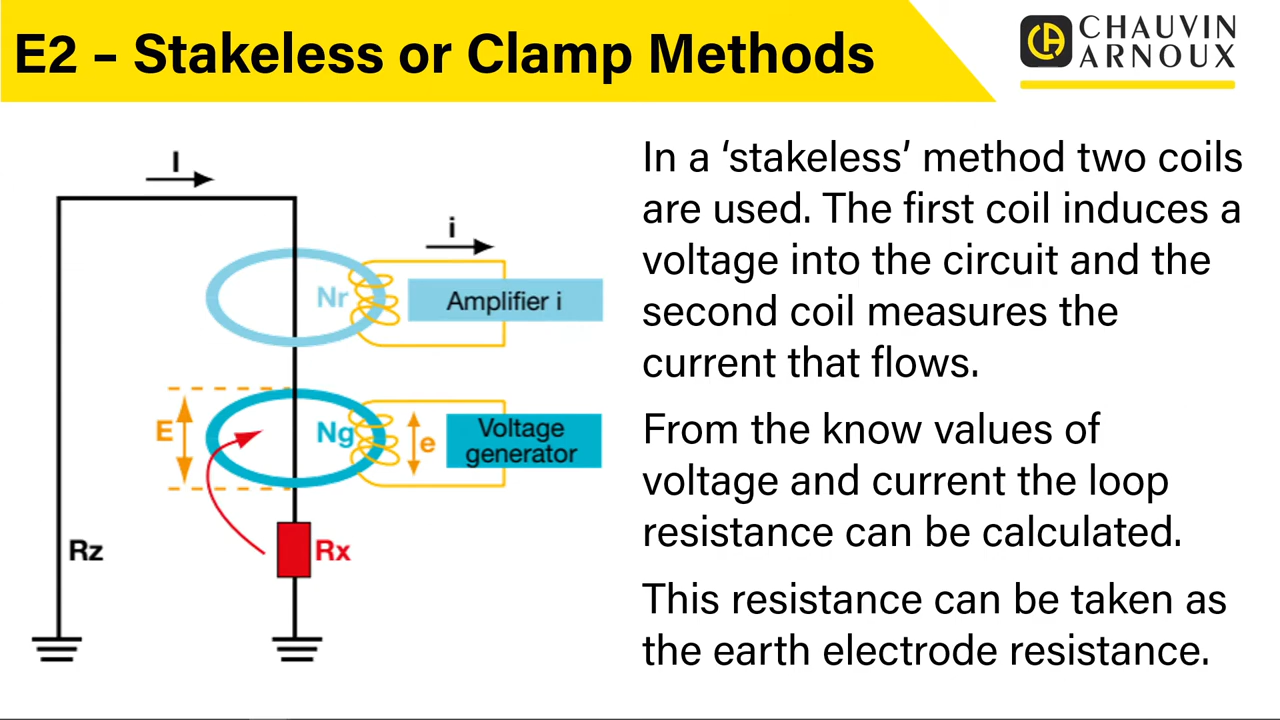 E2 – Stakeless or Clamp Methods
CHAUVIN
ARNOUX
In a ‘stakeless’ method two coils
are used. The first coil induces a
voltage into the circuit and the
second coil measures the
current that flows.
From the know values of
voltage and current the loop
resistance can be calculated.
This resistance can be taken as
the earth electrode resistance.
I
i
Nr
Amplifier i
E
Ng
e
Voltage
generator
Rz
Rx